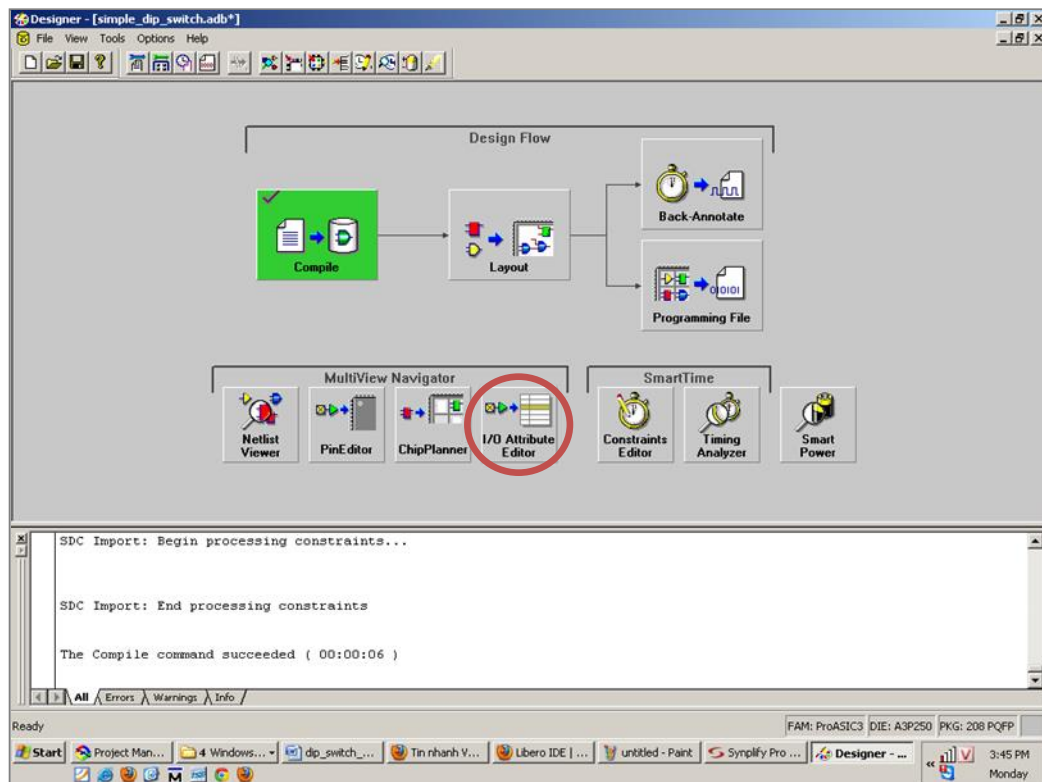 Designer - [simple_dip_switch.adb*]
File View Tools Options Help
Design Flow
Compile
Layout
Back-Annotate
Programming File
MultiView Navigator
Netlist
Viewer
PinEditor
ChipPlanner
I/O Attribute
Editor
SmartTime
Constraints
Editor
Timing
Analyzer
Smart
Power
SDC Import: Begin processing constraints...
SDC Import: End processing constraints
The Compile command succeeded ( 00:00:06 )
All Errors Warnings Info
Ready
FAM: ProASIC3 DIE: A3P250 PKG: 208 PQFP
Start Project Man... 4 Windows... dip_switch_... Tin nhanh V... Libero IDE | ... untitled - Paint Synplify Pro ... Designer - ... 3:45 PM
Monday